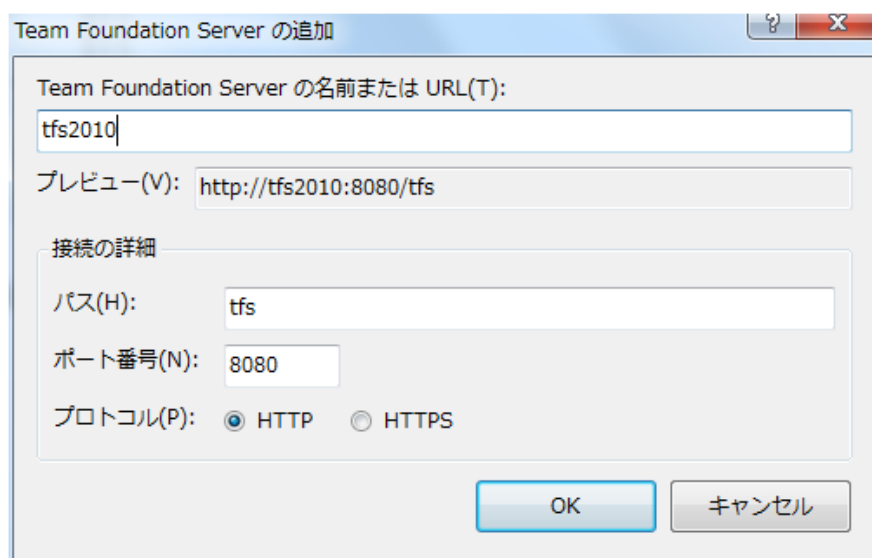 Team Foundation Server の追加
Team Foundation Server の名前または URL(T):
tfs2010
プレビュー(V): http://tfs2010:8080/tfs
接続の詳細
パス(H): tfs
ポート番号(N): 8080
プロトコル(P): HTTP HTTPS
OK キャンセル